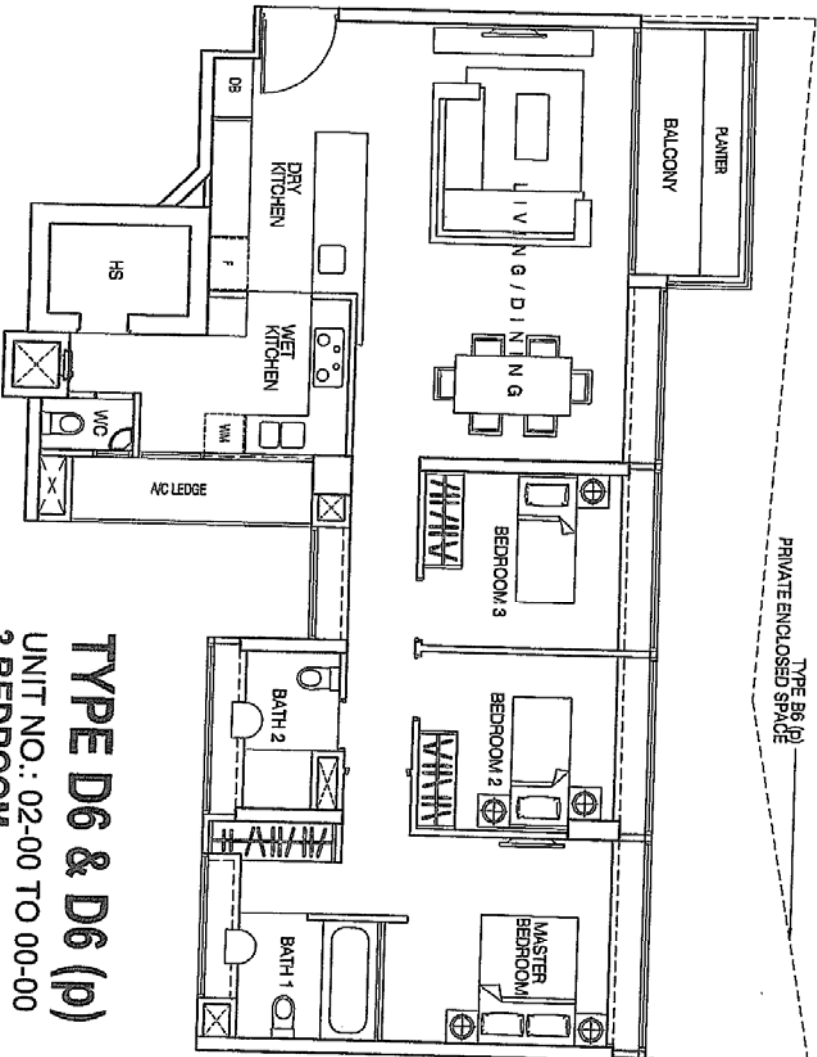 TYPE B6 (p)
PRIVATE ENCLOSED SPACE
PLANTER
BALCONY
LIVING / DINING
BEDROOM 3
BEDROOM 2
MASTER
BEDROOM
DB
DRY
KITCHEN
F
HS
WET
KITCHEN
WC
WM
A/C LEDGE
BATH 2
BATH 1
TYPE D6 & D6 (p)
UNIT NO.: 02-00 TO 00-00